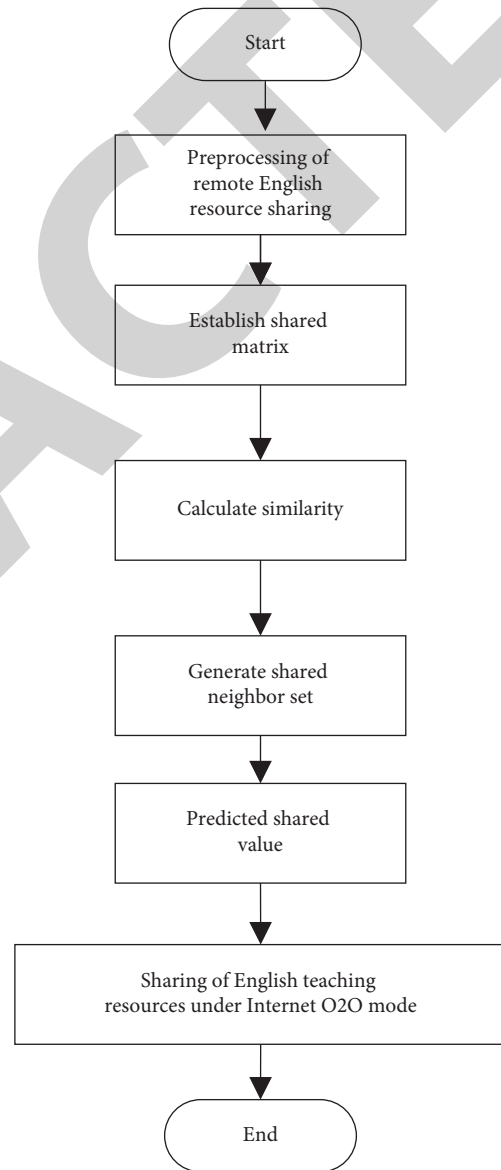 Start
Preprocessing of
remote English
resource sharing
Establish shared
matrix
Calculate similarity
Generate shared
neighbor set
Predicted shared
value
Sharing of English teaching
resources under Internet O2O mode
End
ACTE